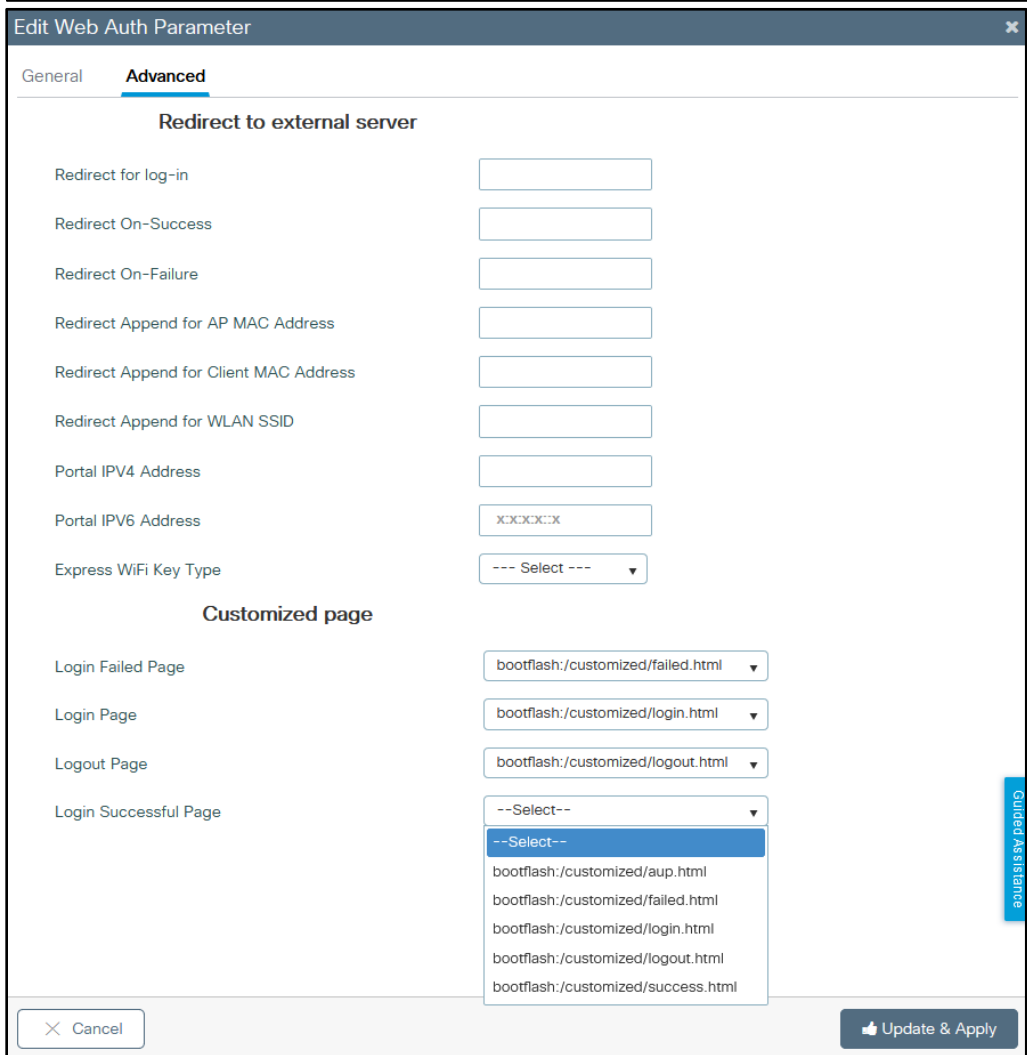 Edit Web Auth Parameter
General Advanced
Redirect to external server
Redirect for log-in
Redirect On-Success
Redirect On-Failure
Redirect Append for AP MAC Address
Redirect Append for Client MAC Address
Redirect Append for WLAN SSID
Portal IPV4 Address
Portal IPV6 Address x:x:x:x::x
Express WiFi Key Type --- Select ---
Customized page
Login Failed Page bootflash:/customized/failed.html
Login Page bootflash:/customized/login.html
Logout Page bootflash:/customized/logout.html
Login Successful Page --Select--
--Select--
bootflash:/customized/aup.html
bootflash:/customized/failed.html
bootflash:/customized/login.html
bootflash:/customized/logout.html
bootflash:/customized/success.html
Guided Assistance
Cancel Update & Apply